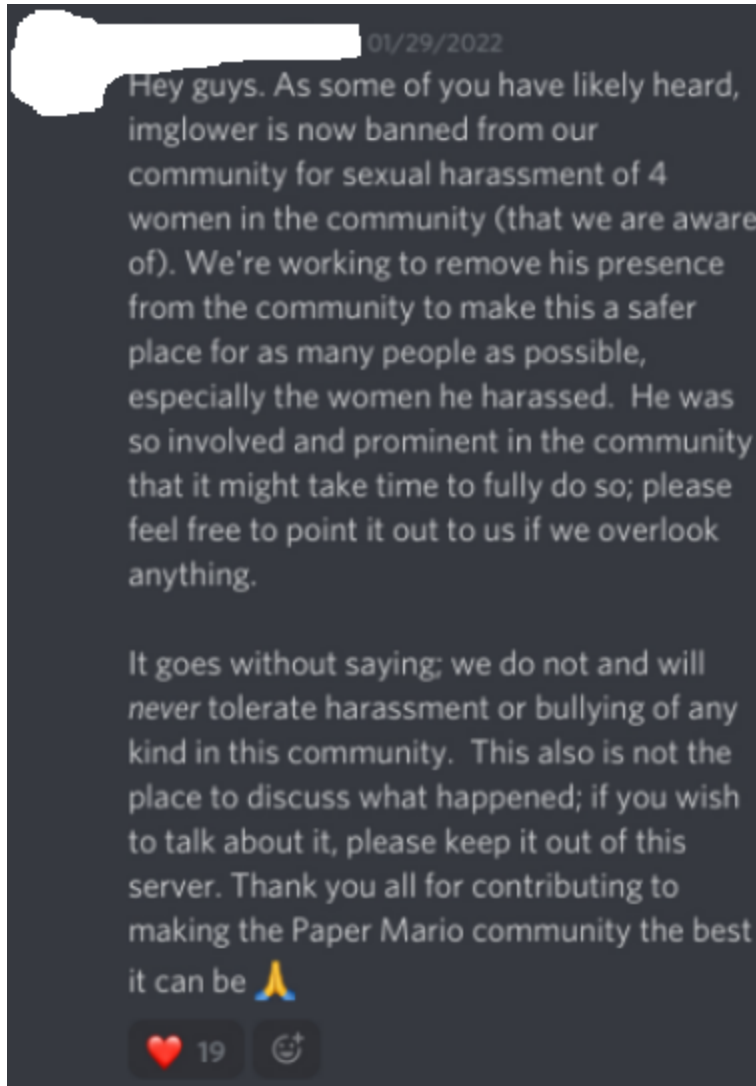 01/29/2022
Hey guys. As some of you have likely heard,
imglower is now banned from our
community for sexual harassment of 4
women in the community (that we are aware
of). We're working to remove his presence
from the community to make this a safer
place for as many people as possible,
especially the women he harassed.  He was
so involved and prominent in the community
that it might take time to fully do so; please
feel free to point it out to us if we overlook
anything.
It goes without saying; we do not and will
never tolerate harassment or bullying of any
kind in this community.  This also is not the
place to discuss what happened; if you wish
to talk about it, please keep it out of this
server. Thank you all for contributing to
making the Paper Mario community the best
it can be 🙏
❤️ 19